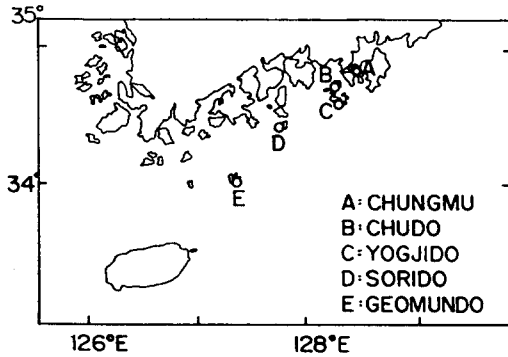 35°
B
A
C
D
34°
E
A: CHUNGMU
B: CHUDO
C: YOGJIDO
D: SORIDO
E: GEOMUNDO
126°E
128°E